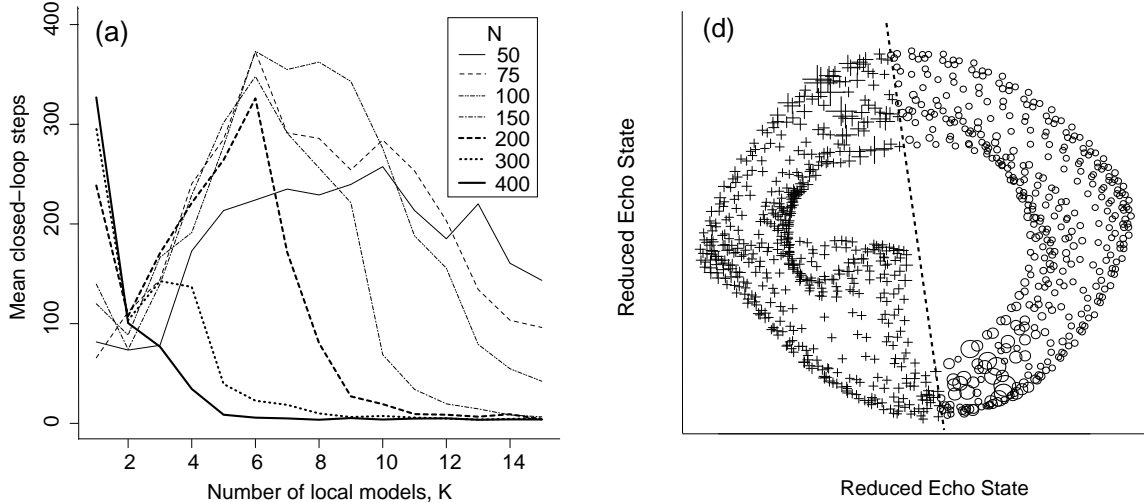 (a)
400
300
200
100
0
Mean closed–loop steps
N
50
75
100
150
200
300
400
2 4 6 8 10 12 14
Number of local models, K
(d)
Reduced Echo State
Reduced Echo State